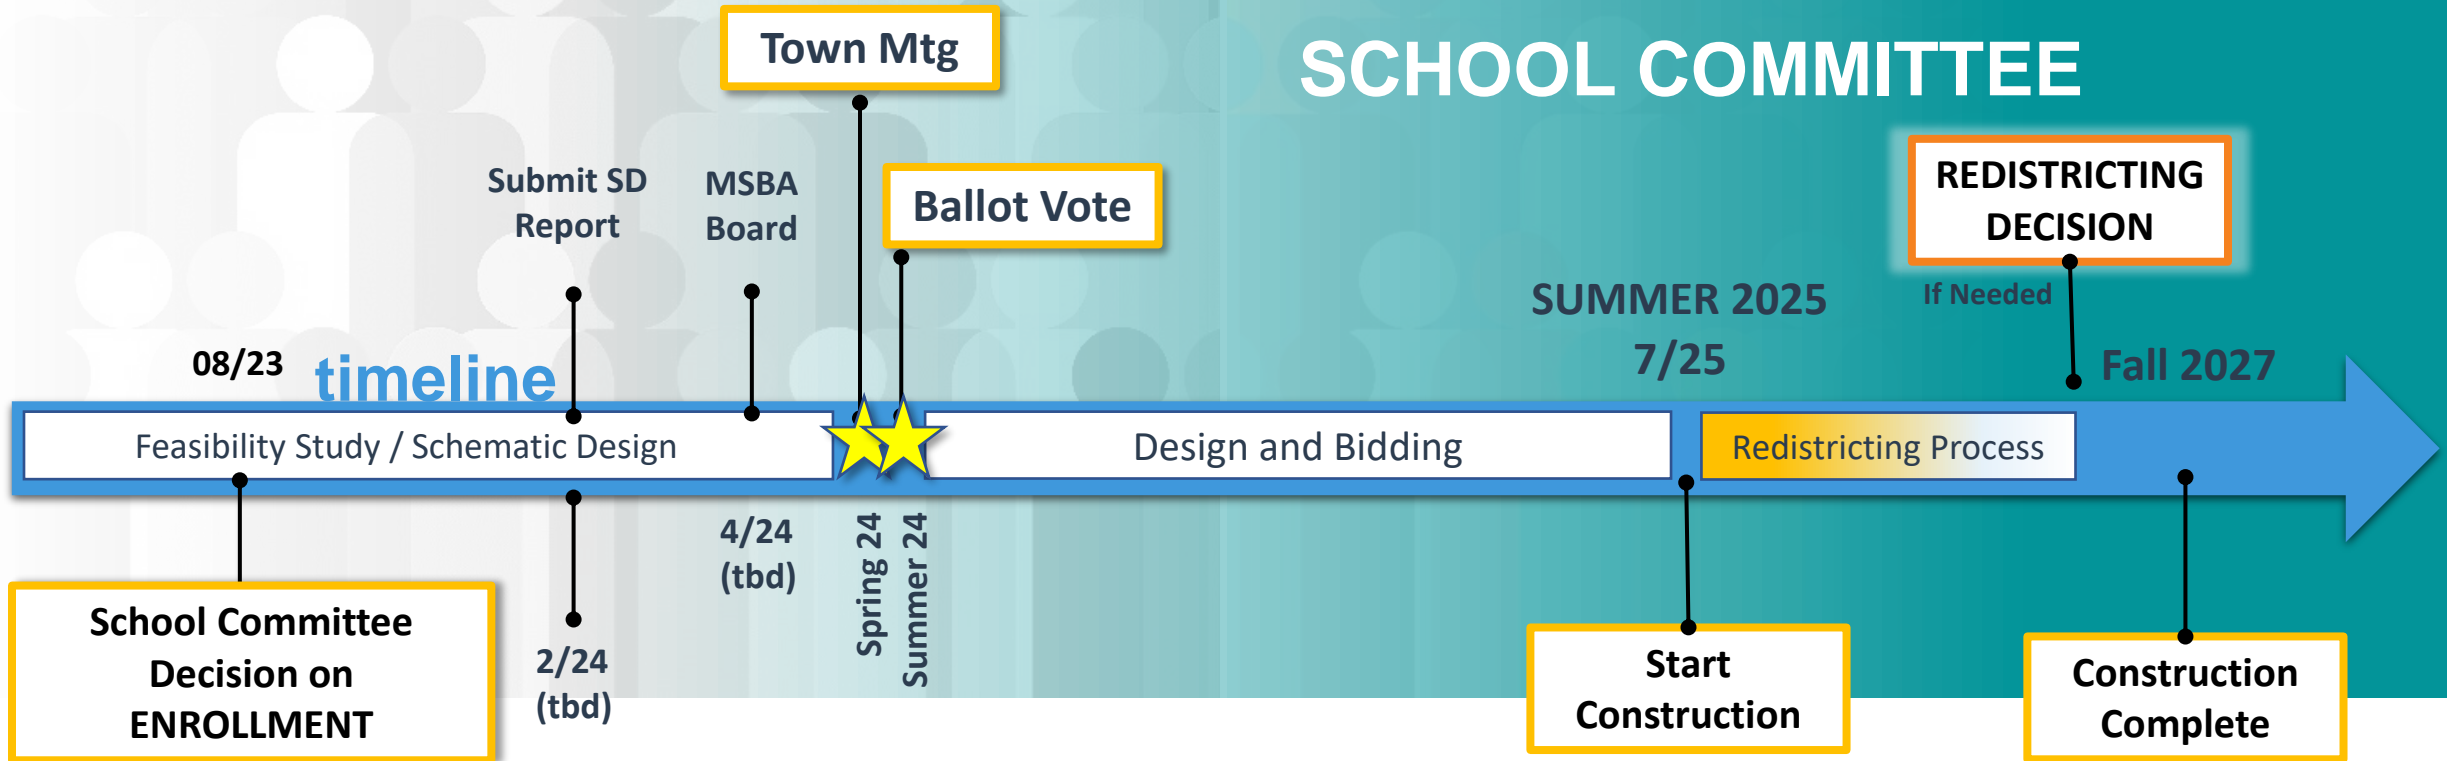 SCHOOL COMMITTEE
Town Mtg
Submit SD
Report
MSBA
Board
Ballot Vote
REDISTRICTING
DECISION
If Needed
SUMMER 2025
7/25
Fall 2027
08/23
timeline
Feasibility Study / Schematic Design
Design and Bidding
Redistricting Process
School Committee
Decision on
ENROLLMENT
2/24
(tbd)
4/24
(tbd)
Spring 24
Summer 24
Start
Construction
Construction
Complete